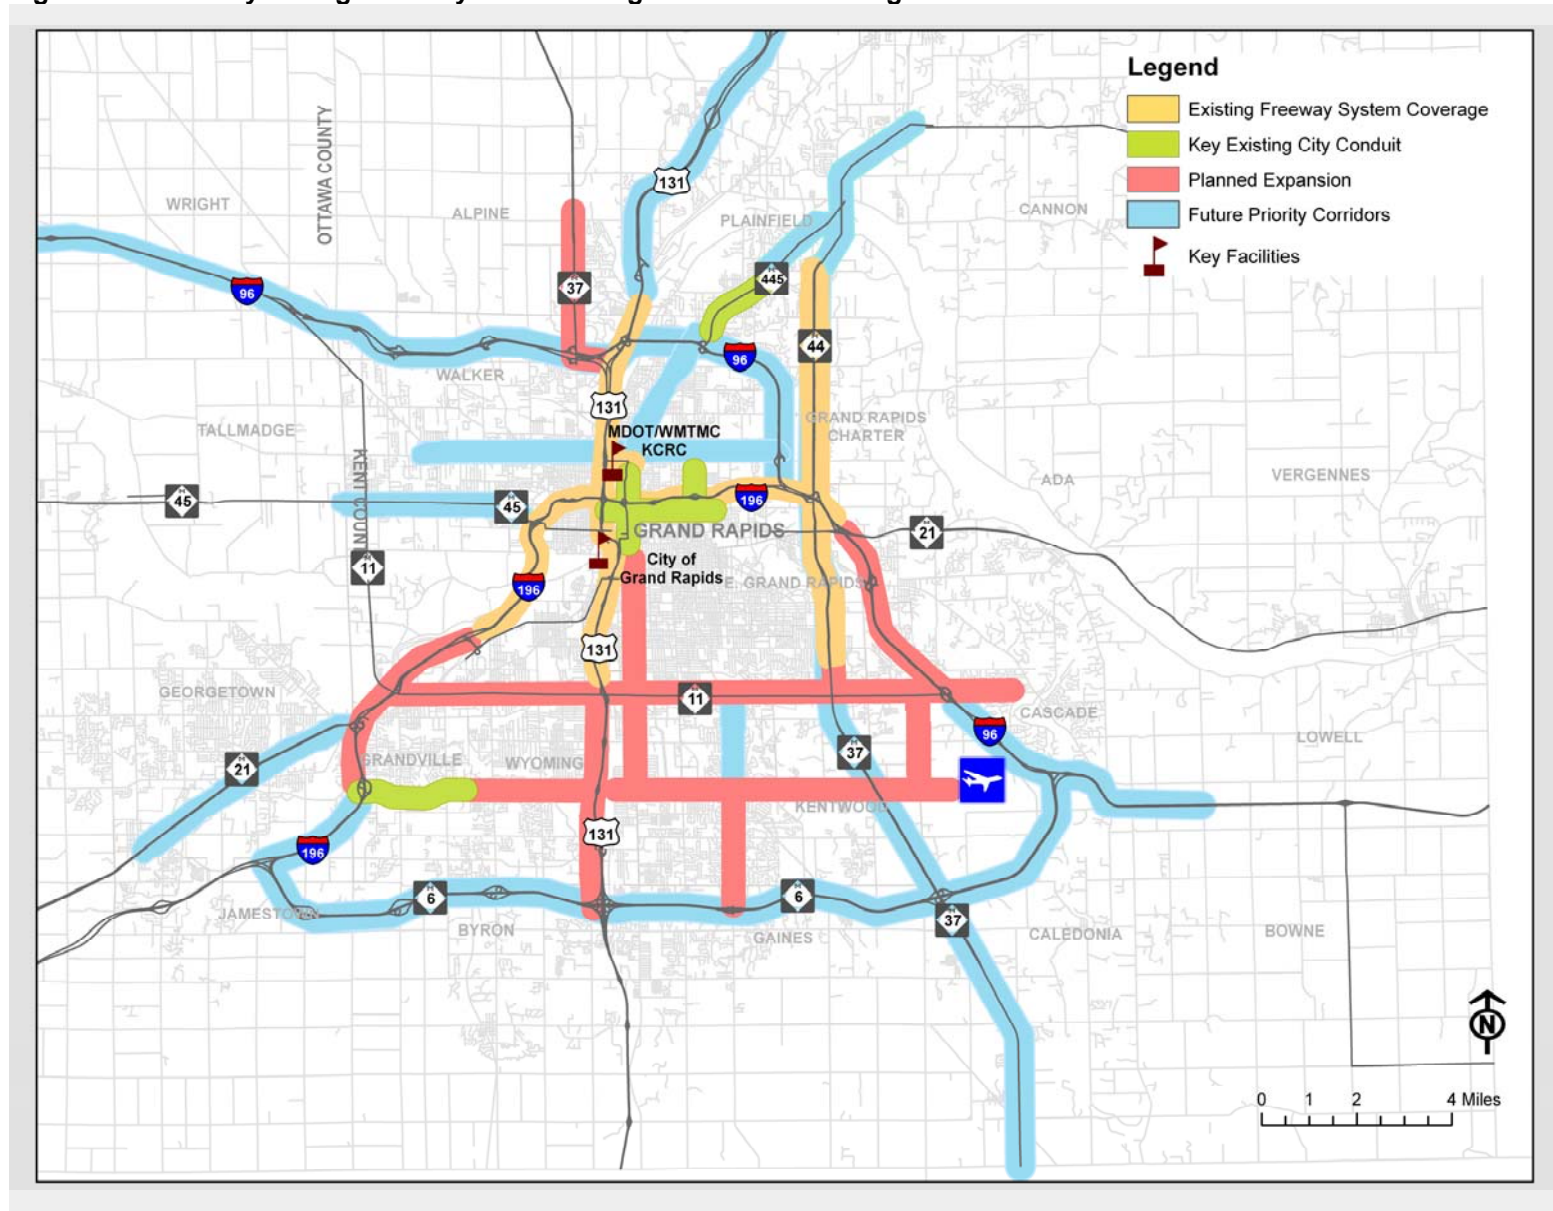 Legend
Existing Freeway System Coverage
Key Existing City Conduit
Planned Expansion
Future Priority Corridors
Key Facilities
OTTAWA COUNTY
WRIGHT
ALPINE
131
PLAINFIELD
CANNON
96
37
445
44
96
WALKER
131
GRAND RAPIDS
CHARTER
TALLMADGE
MDOT/WMTMC
KCRC
KENT COUN
ADA
VERGENNES
45
45
196
GRAND RAPIDS
21
11
City of
Grand Rapids
E. GRAND RAPIDS
196
131
GEORGETOWN
11
CASCADE
96
LOWELL
21
GRANDVILLE
WYOMING
37
KENTWOOD
131
196
6
6
JAMESTOWN
BYRON
GAINES
37
CALEDONIA
BOWNE
N
0 1 2 4 Miles